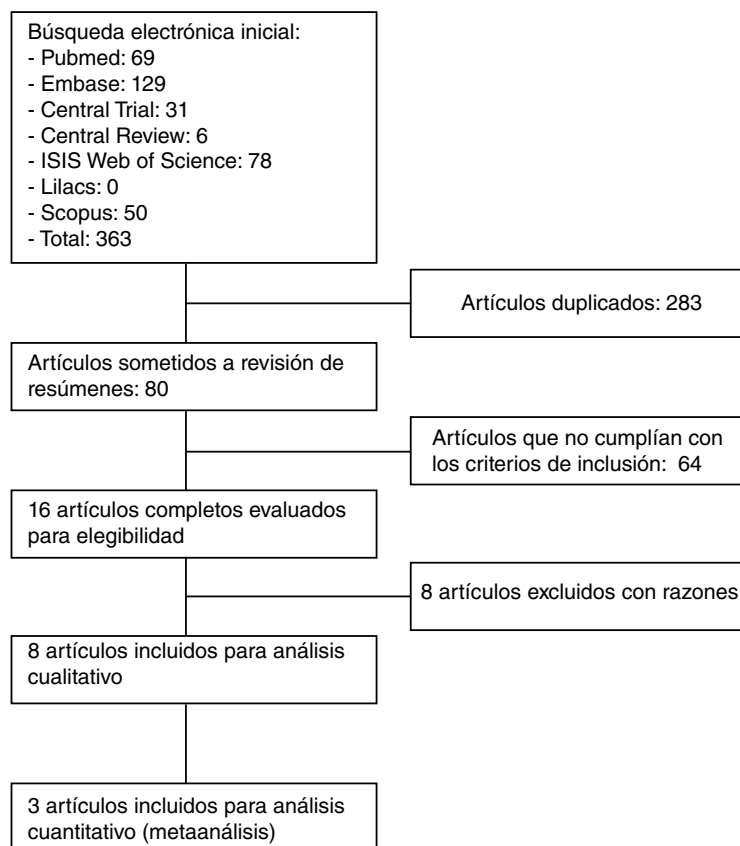 Búsqueda electrónica inicial:
- Pubmed: 69
- Embase: 129
- Central Trial: 31
- Central Review: 6
- ISIS Web of Science: 78
- Lilacs: 0
- Scopus: 50
- Total: 363
Artículos duplicados: 283
Artículos sometidos a revisión de
resúmenes: 80
Artículos que no cumplían con
los criterios de inclusión: 64
16 artículos completos evaluados
para elegibilidad
8 artículos excluidos con razones
8 artículos incluidos para análisis
cualitativo
3 artículos incluidos para análisis
cuantitativo (metaanálisis)